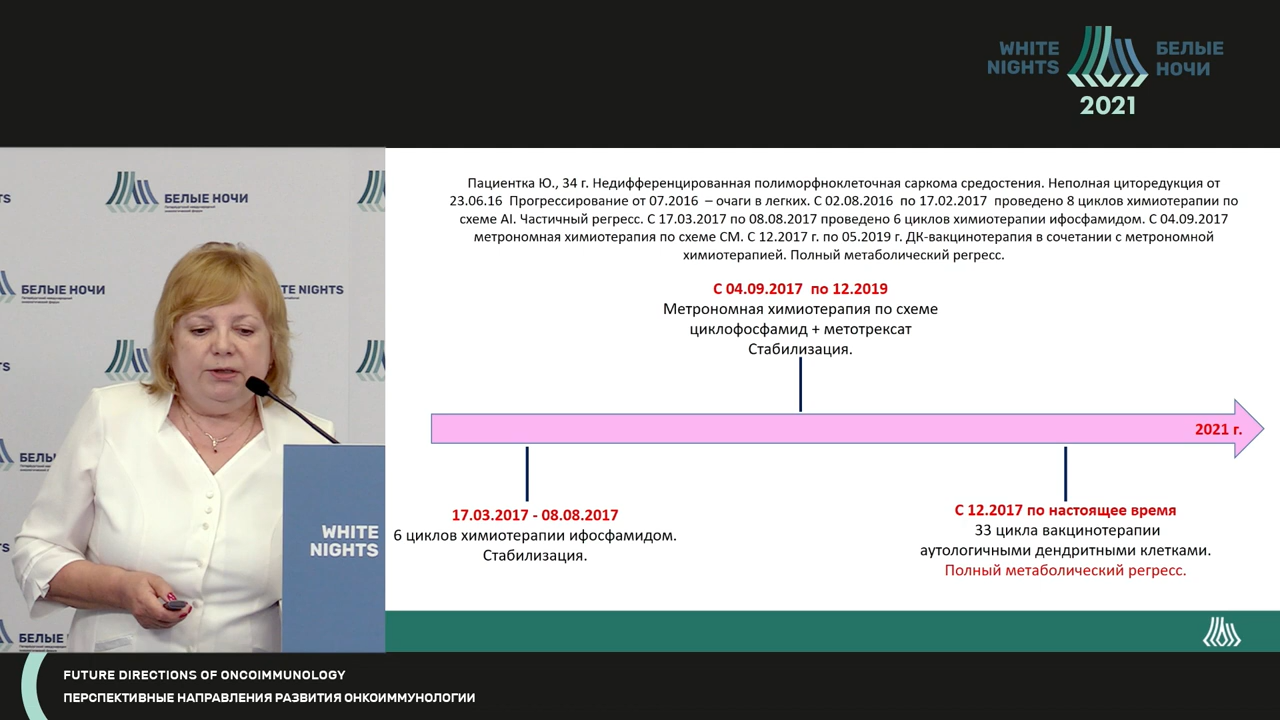 WHITE
NIGHTS
БЕЛЫЕ
НОЧИ
2021
БЕЛЫЕ НОЧИ
БЕЛЫЕ НОЧИ
TE NIGHTS
WHITE
NIGHTS
БЕЛЫЕ
Пациентка Ю., 34 г. Недифференцированная полиморфноклеточная саркома средостения. Неполная циторедукция от
23.06.16 Прогрессирование от 07.2016 – очаги в легких. С 02.08.2016 по 17.02.2017 проведено 8 циклов химиотерапии по
схеме AI. Частичный регресс. С 17.03.2017 по 08.08.2017 проведено 6 циклов химиотерапии ифосфамидом. С 04.09.2017
метрономная химиотерапия по схеме СМ. С 12.2017 г. по 05.2019 г. ДК-вакцинотерапия в сочетании с метрономной
химиотерапией. Полный метаболический регресс.
С 04.09.2017 по 12.2019
Метрономная химиотерапия по схеме
циклофосфамид + метотрексат
Стабилизация.
2021 г.
17.03.2017 - 08.08.2017
6 циклов химиотерапии ифосфамидом.
Стабилизация.
С 12.2017 по настоящее время
33 цикла вакцинотерапии
аутологичными дендритными клетками.
Полный метаболический регресс.
FUTURE DIRECTIONS OF ONCOIMMUNOLOGY
ПЕРСПЕКТИВНЫЕ НАПРАВЛЕНИЯ РАЗВИТИЯ ОНКОИММУНОЛОГИИ